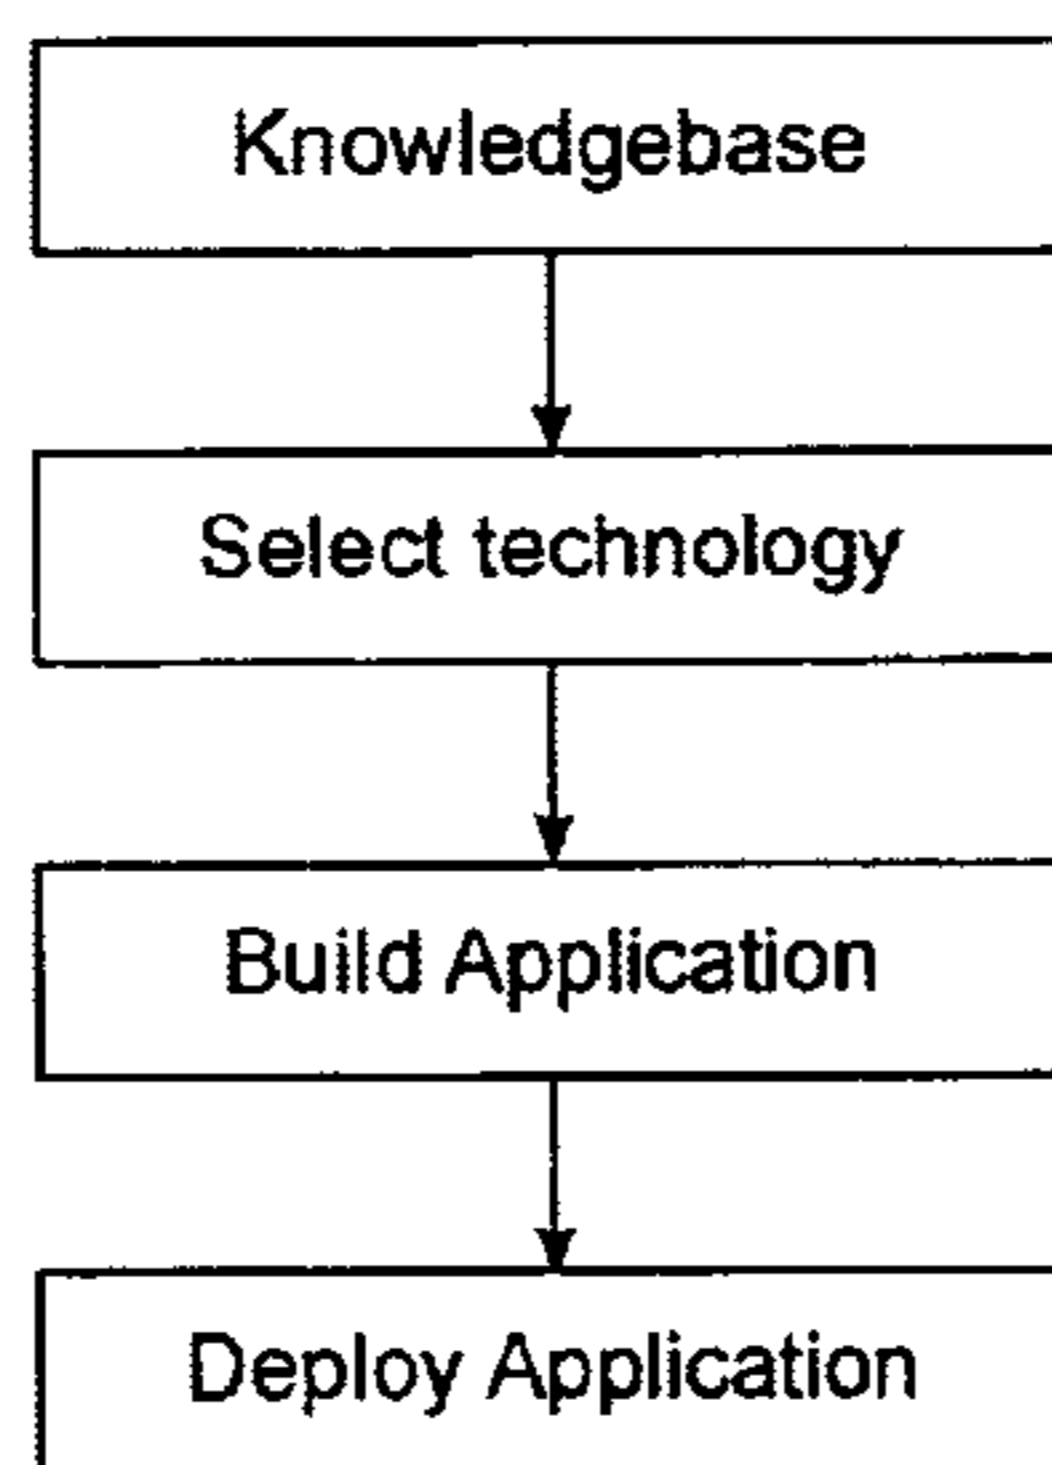 Knowledgebase
Select technology
Build Application
Deploy Application